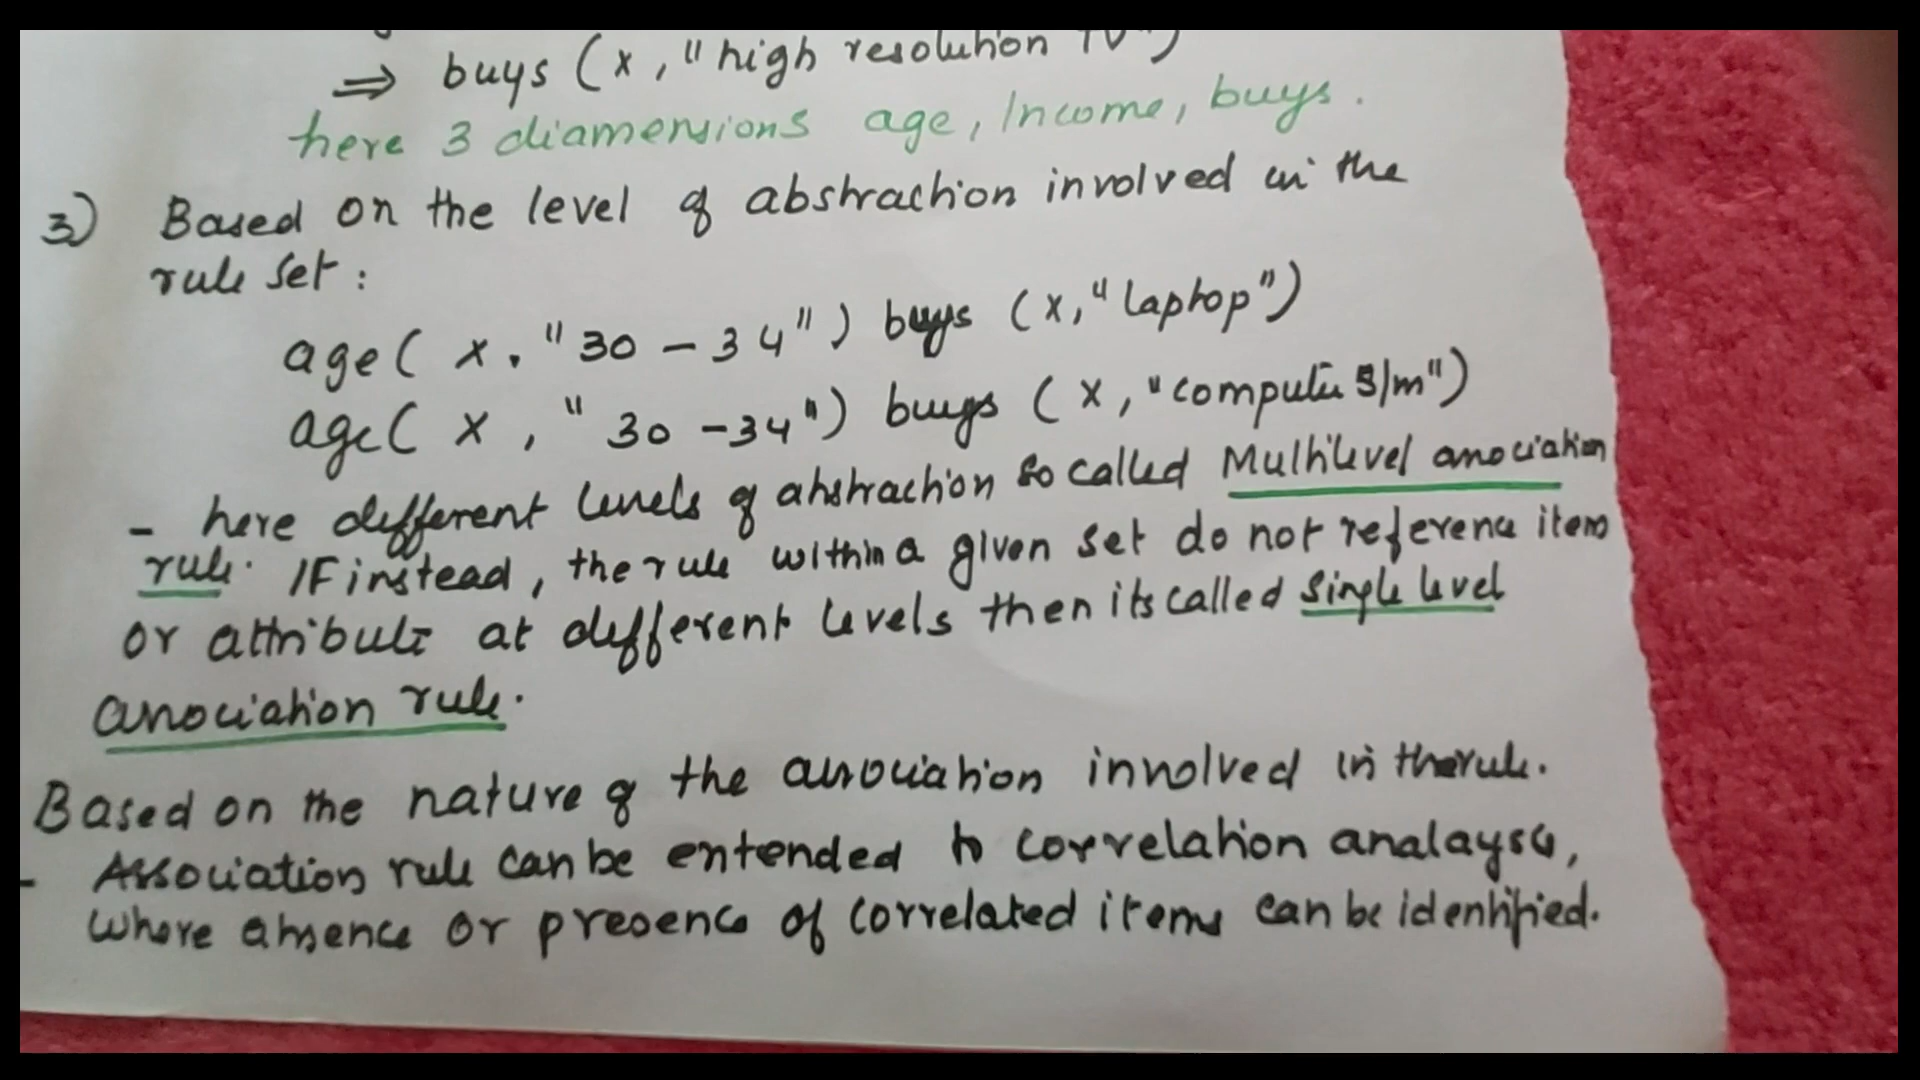 ⇒ buys (x, "high resolution TV")
here 3 diamensions age, Income, buys.
3) Based on the level of abstraction involved in the
rule set :
age( x. "30 - 34") buys (x, "laptop")
age( x , "30 -34") buys (x, "computer s/m")
- here different levels of abstraction so called Multilevel association
rule. IF instead, the rule within a given set do not reference items
or attribute at different levels then its called single level
association rule.
Based on the nature of the association involved in the rule.
- Association rule can be extended to correlation analaysis,
where absence or presence of correlated items can be identified.